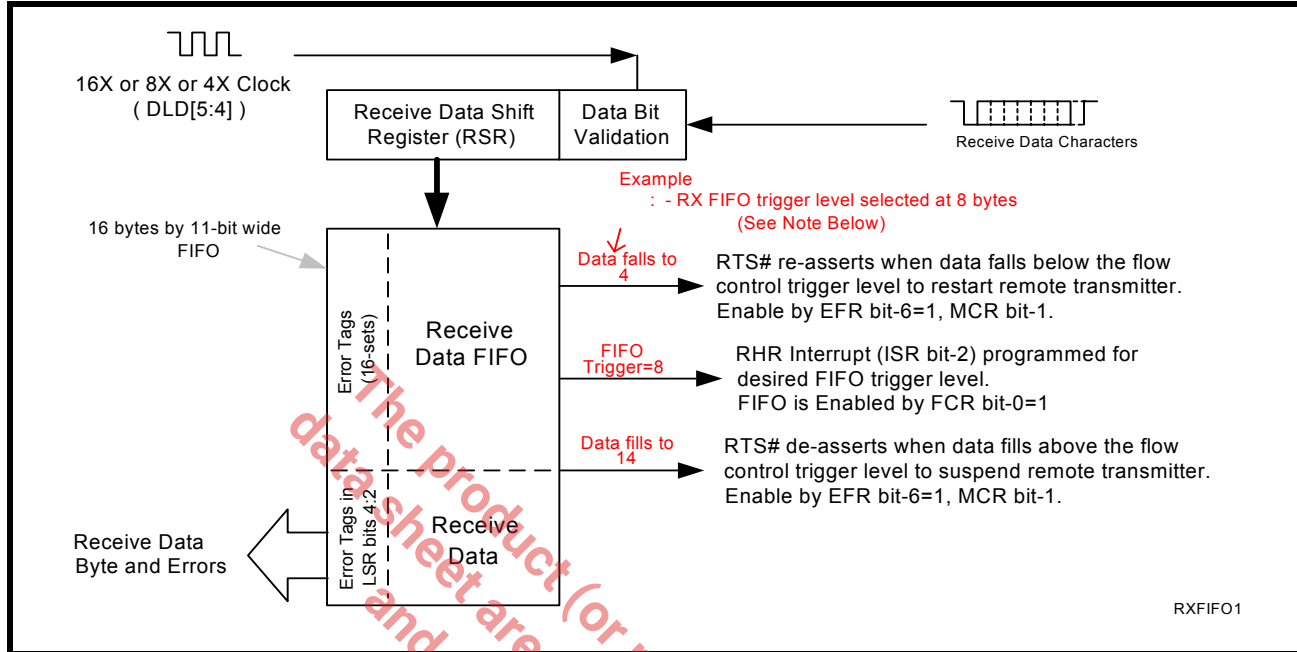 16X or 8X or 4X Clock
( DLD[5:4] )
Receive Data Shift
Register (RSR)
Data Bit
Validation
Receive Data Characters
Example
: - RX FIFO trigger level selected at 8 bytes
(See Note Below)
16 bytes by 11-bit wide
FIFO
Data falls to
4
RTS# re-asserts when data falls below the flow
control trigger level to restart remote transmitter.
Enable by EFR bit-6=1, MCR bit-1.
Error Tags
(16-sets)
Receive
Data FIFO
FIFO
Trigger=8
RHR Interrupt (ISR bit-2) programmed for
desired FIFO trigger level.
FIFO is Enabled by FCR bit-0=1
Data fills to
14
RTS# de-asserts when data fills above the flow
control trigger level to suspend remote transmitter.
Enable by EFR bit-6=1, MCR bit-1.
Error Tags in
LSR bits 4:2
Receive
Data
Receive Data
Byte and Errors
RXFIFO1
The product (or
data sheet are
and